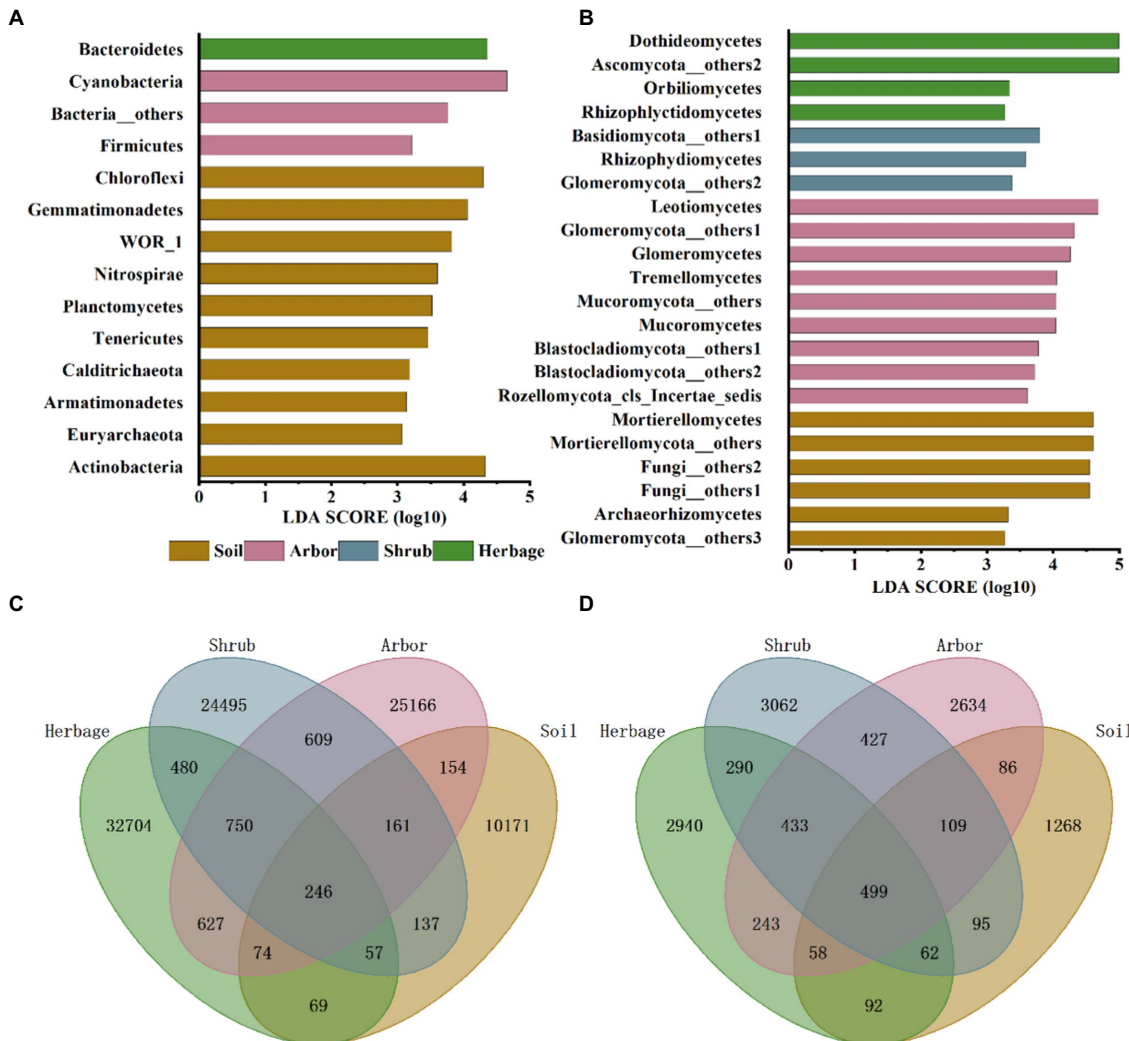 A
Bacteroidetes
Cyanobacteria
Bacteria__others
Firmicutes
Chloroflexi
Gemmatimonadetes
WOR_1
Nitrospirae
Planctomycetes
Tenericutes
Calditrichaeota
Armatimonadetes
Euryarchaeota
Actinobacteria
0 1 2 3 4 5
LDA SCORE (log10)
Soil Arbor Shrub Herbage
B
Dothideomycetes
Ascomycota__others2
Orbiliomycetes
Rhizophlyctidomycetes
Basidiomycota__others1
Rhizophydiomycetes
Glomeromycota__others2
Leotiomycetes
Glomeromycota__others1
Glomeromycetes
Tremellomycetes
Mucoromycota__others
Mucoromycetes
Blastocladiomycota__others1
Blastocladiomycota__others2
Rozellomycota_cls_Incertae_sedis
Mortierellomycetes
Mortierellomycota__others
Fungi__others2
Fungi__others1
Archaeorhizomycetes
Glomeromycota__others3
0 1 2 3 4 5
LDA SCORE (log10)
C
Shrub Arbor
Herbage Soil
24495 25166
609
480 154
32704 750 161 10171
246
627 137
74 57
69
D
Shrub Arbor
Herbage Soil
3062 2634
427
290 86
2940 433 109 1268
499
243 95
58 62
92